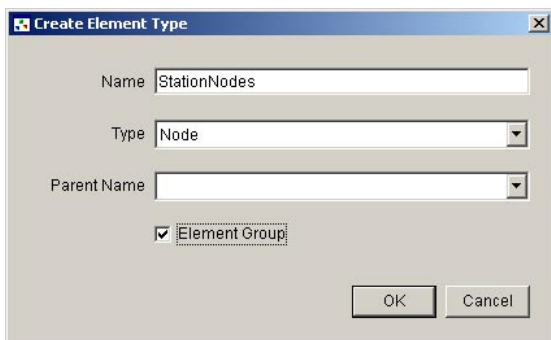 Create Element Type
Name StationNodes
Type Node
Parent Name
Element Group
OK Cancel